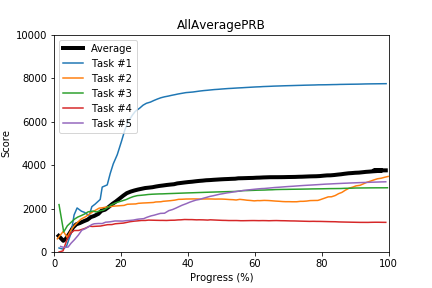 AllAveragePRB
10000
8000
6000
4000
2000
0
Score
Average
Task #1
Task #2
Task #3
Task #4
Task #5
0 20 40 60 80 100
Progress (%)